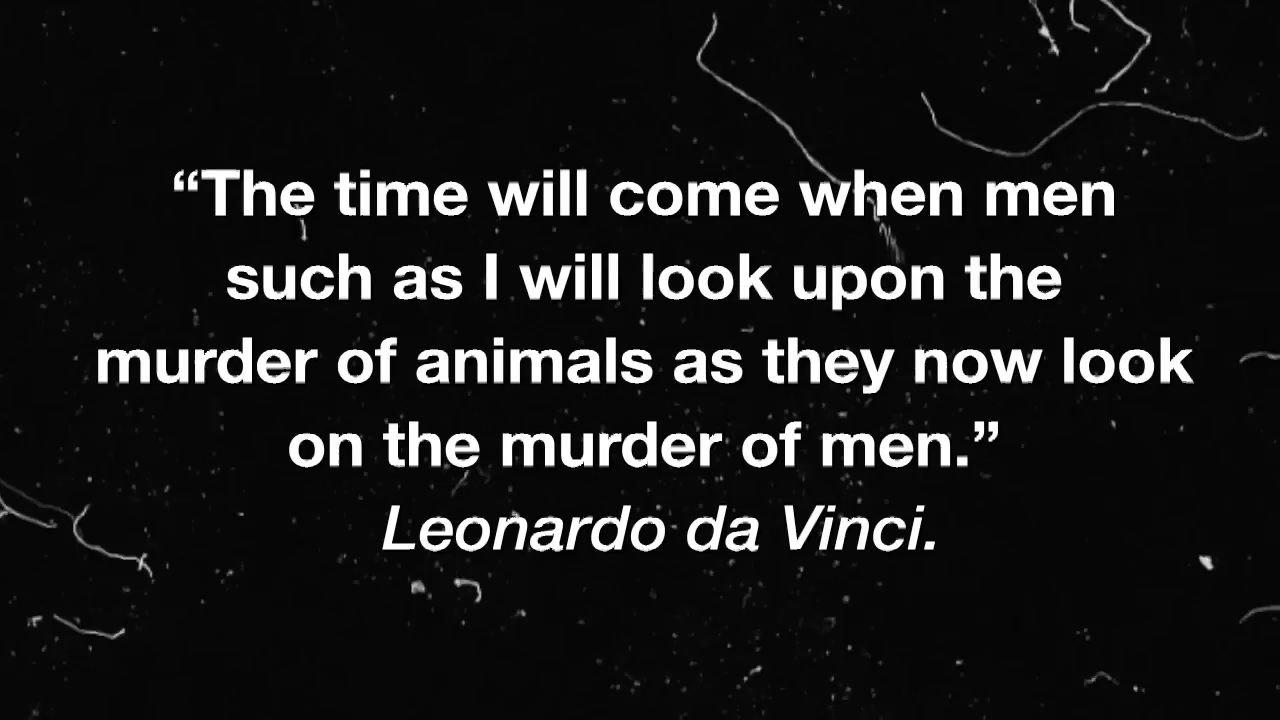 “The time will come when men
such as I will look upon the
murder of animals as they now look
on the murder of men.”
Leonardo da Vinci.